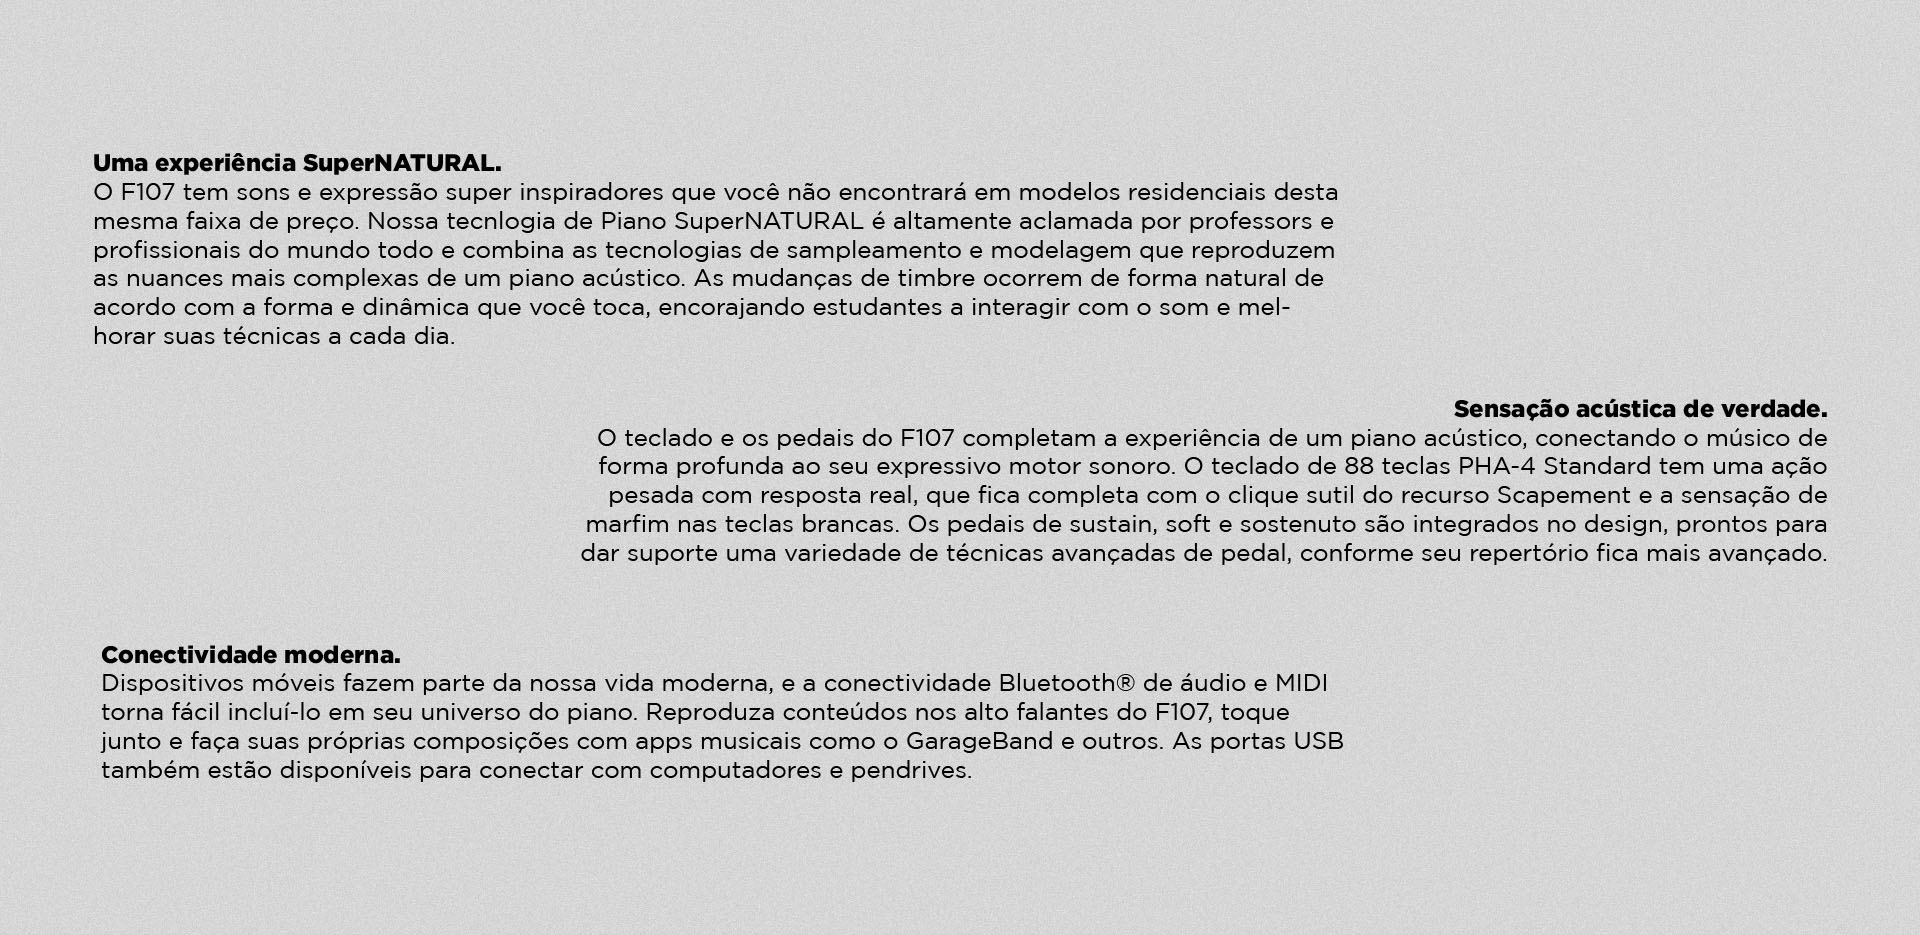 Uma experiência SuperNATURAL.
O F107 tem sons e expressão super inspiradores que você não encontrará em modelos residenciais desta
mesma faixa de preço. Nossa tecnlogia de Piano SuperNATURAL é altamente aclamada por professors e
profissionais do mundo todo e combina as tecnologias de sampleamento e modelagem que reproduzem
as nuances mais complexas de um piano acústico. As mudanças de timbre ocorrem de forma natural de
acordo com a forma e dinâmica que você toca, encorajando estudantes a interagir com o som e mel-
horar suas técnicas a cada dia.
Sensação acústica de verdade.
O teclado e os pedais do F107 completam a experiência de um piano acústico, conectando o músico de
forma profunda ao seu expressivo motor sonoro. O teclado de 88 teclas PHA-4 Standard tem uma ação
pesada com resposta real, que fica completa com o clique sutil do recurso Scapement e a sensação de
marfim nas teclas brancas. Os pedais de sustain, soft e sostenuto são integrados no design, prontos para
dar suporte uma variedade de técnicas avançadas de pedal, conforme seu repertório fica mais avançado.
Conectividade moderna.
Dispositivos móveis fazem parte da nossa vida moderna, e a conectividade Bluetooth® de áudio e MIDI
torna fácil incluí-lo em seu universo do piano. Reproduza conteúdos nos alto falantes do F107, toque
junto e faça suas próprias composições com apps musicais como o GarageBand e outros. As portas USB
também estão disponíveis para conectar com computadores e pendrives.